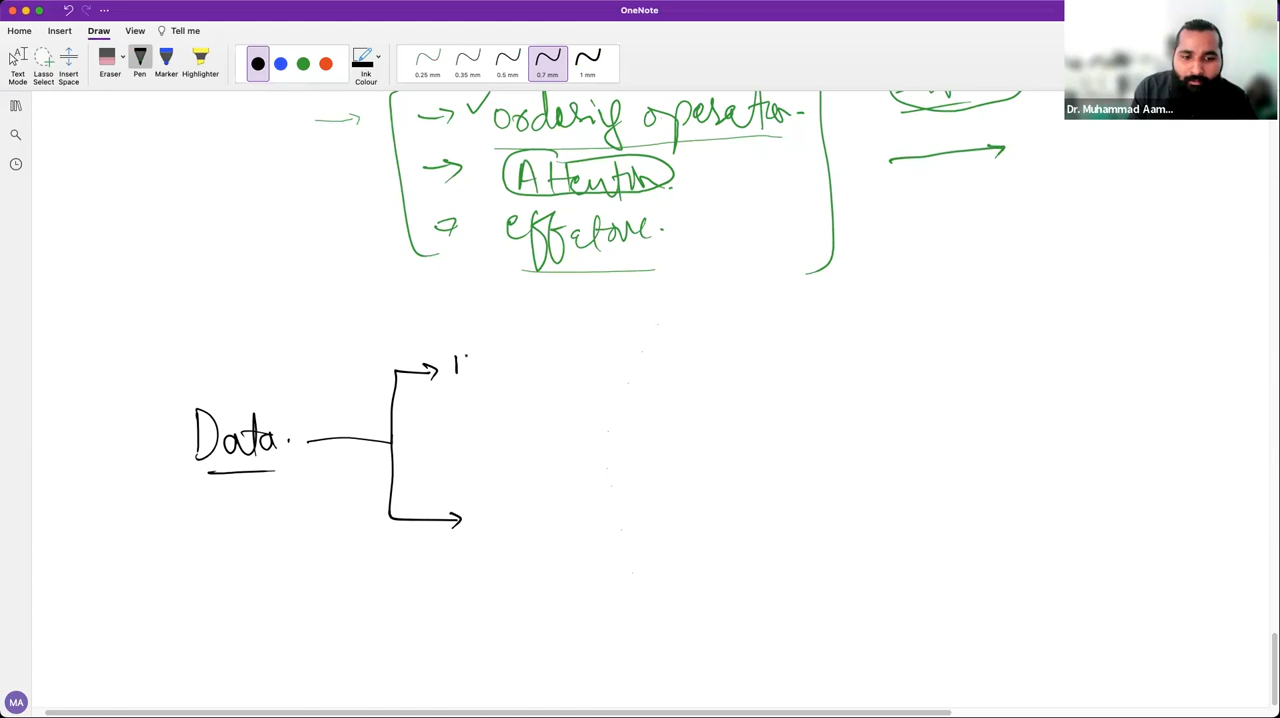 OneNote
Home Insert Draw View Tell me
Text Mode
Lasso Select
Insert Space
Eraser
Pen
Marker
Highlighter
Ink Colour
0.25 mm
0.35 mm
0.5 mm
0.7 mm
1 mm
Dr. Muhammad Aam...
→ ✓ ordering operation.
→ Attention.
→ effective.
Data.
MA